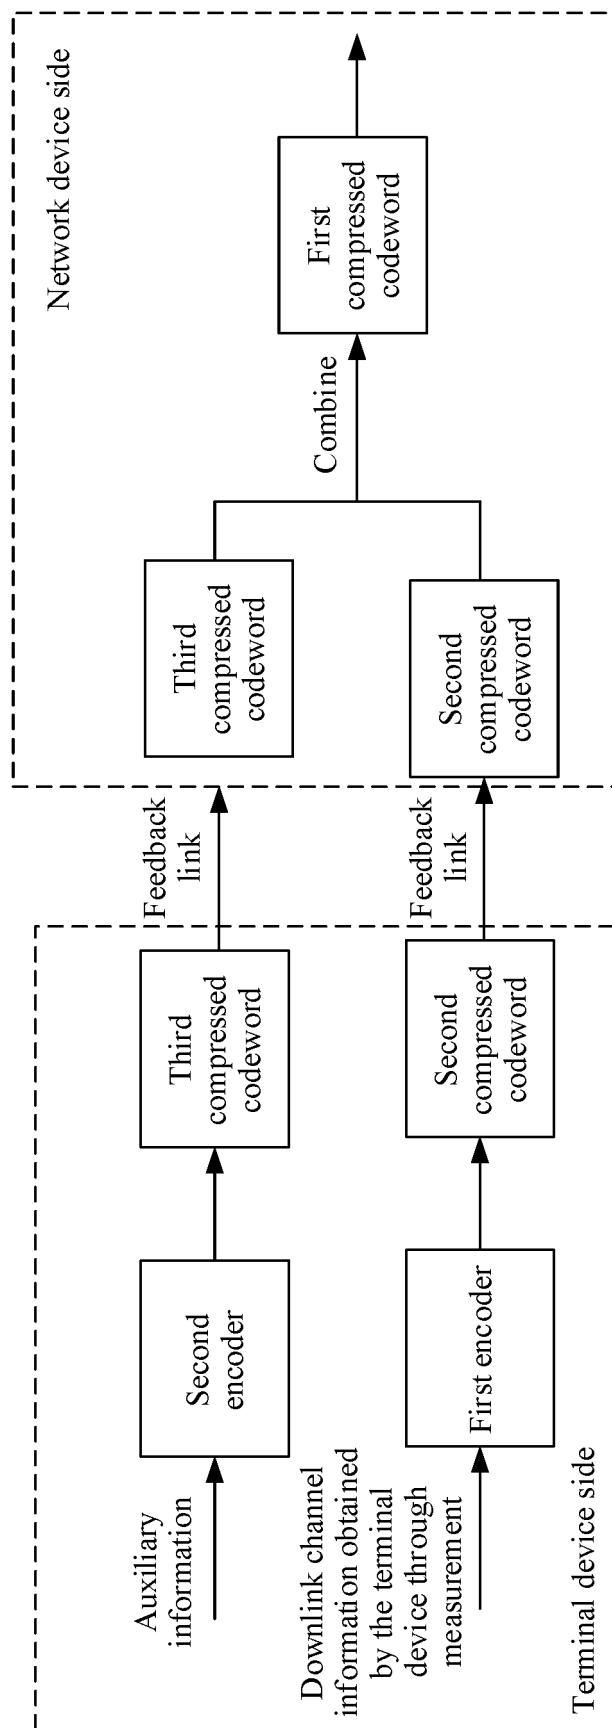 Auxiliary
information
Second
encoder
Third
compressed
codeword
Feedback
link
Third
compressed
codeword
Downlink channel
information obtained
by the terminal
device through
measurement
First encoder
Second
compressed
codeword
Feedback
link
Second
compressed
codeword
Combine
First
compressed
codeword
Terminal device side
Network device side